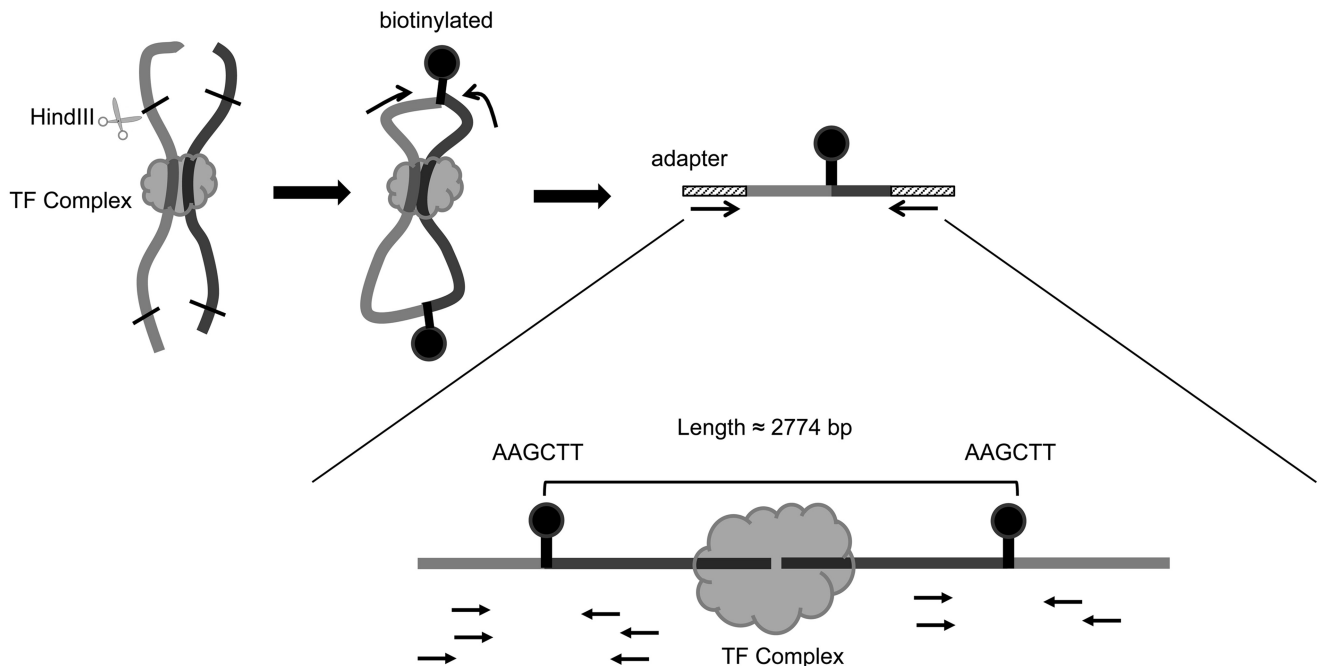 biotinylated
HindIII
TF Complex
adapter
Length ≈ 2774 bp
AAGCTT
AAGCTT
TF Complex